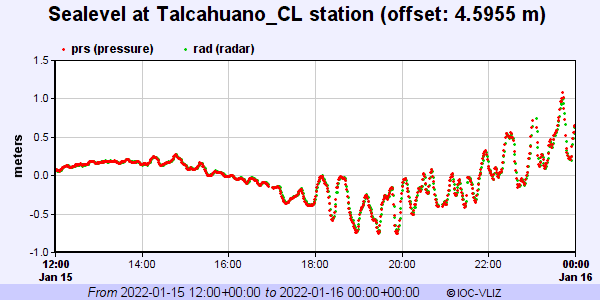 Sealevel at Talcahuano_CL station (offset: 4.5955 m)
prs (pressure) rad (radar)
1.5
1.0
0.5
0.0
-0.5
-1.0
meters
12:00 14:00 16:00 18:00 20:00 22:00 00:00
Jan 15 Jan 16
From 2022-01-15 12:00+00:00 to 2022-01-16 00:00+00:00 © IOC-VLIZ